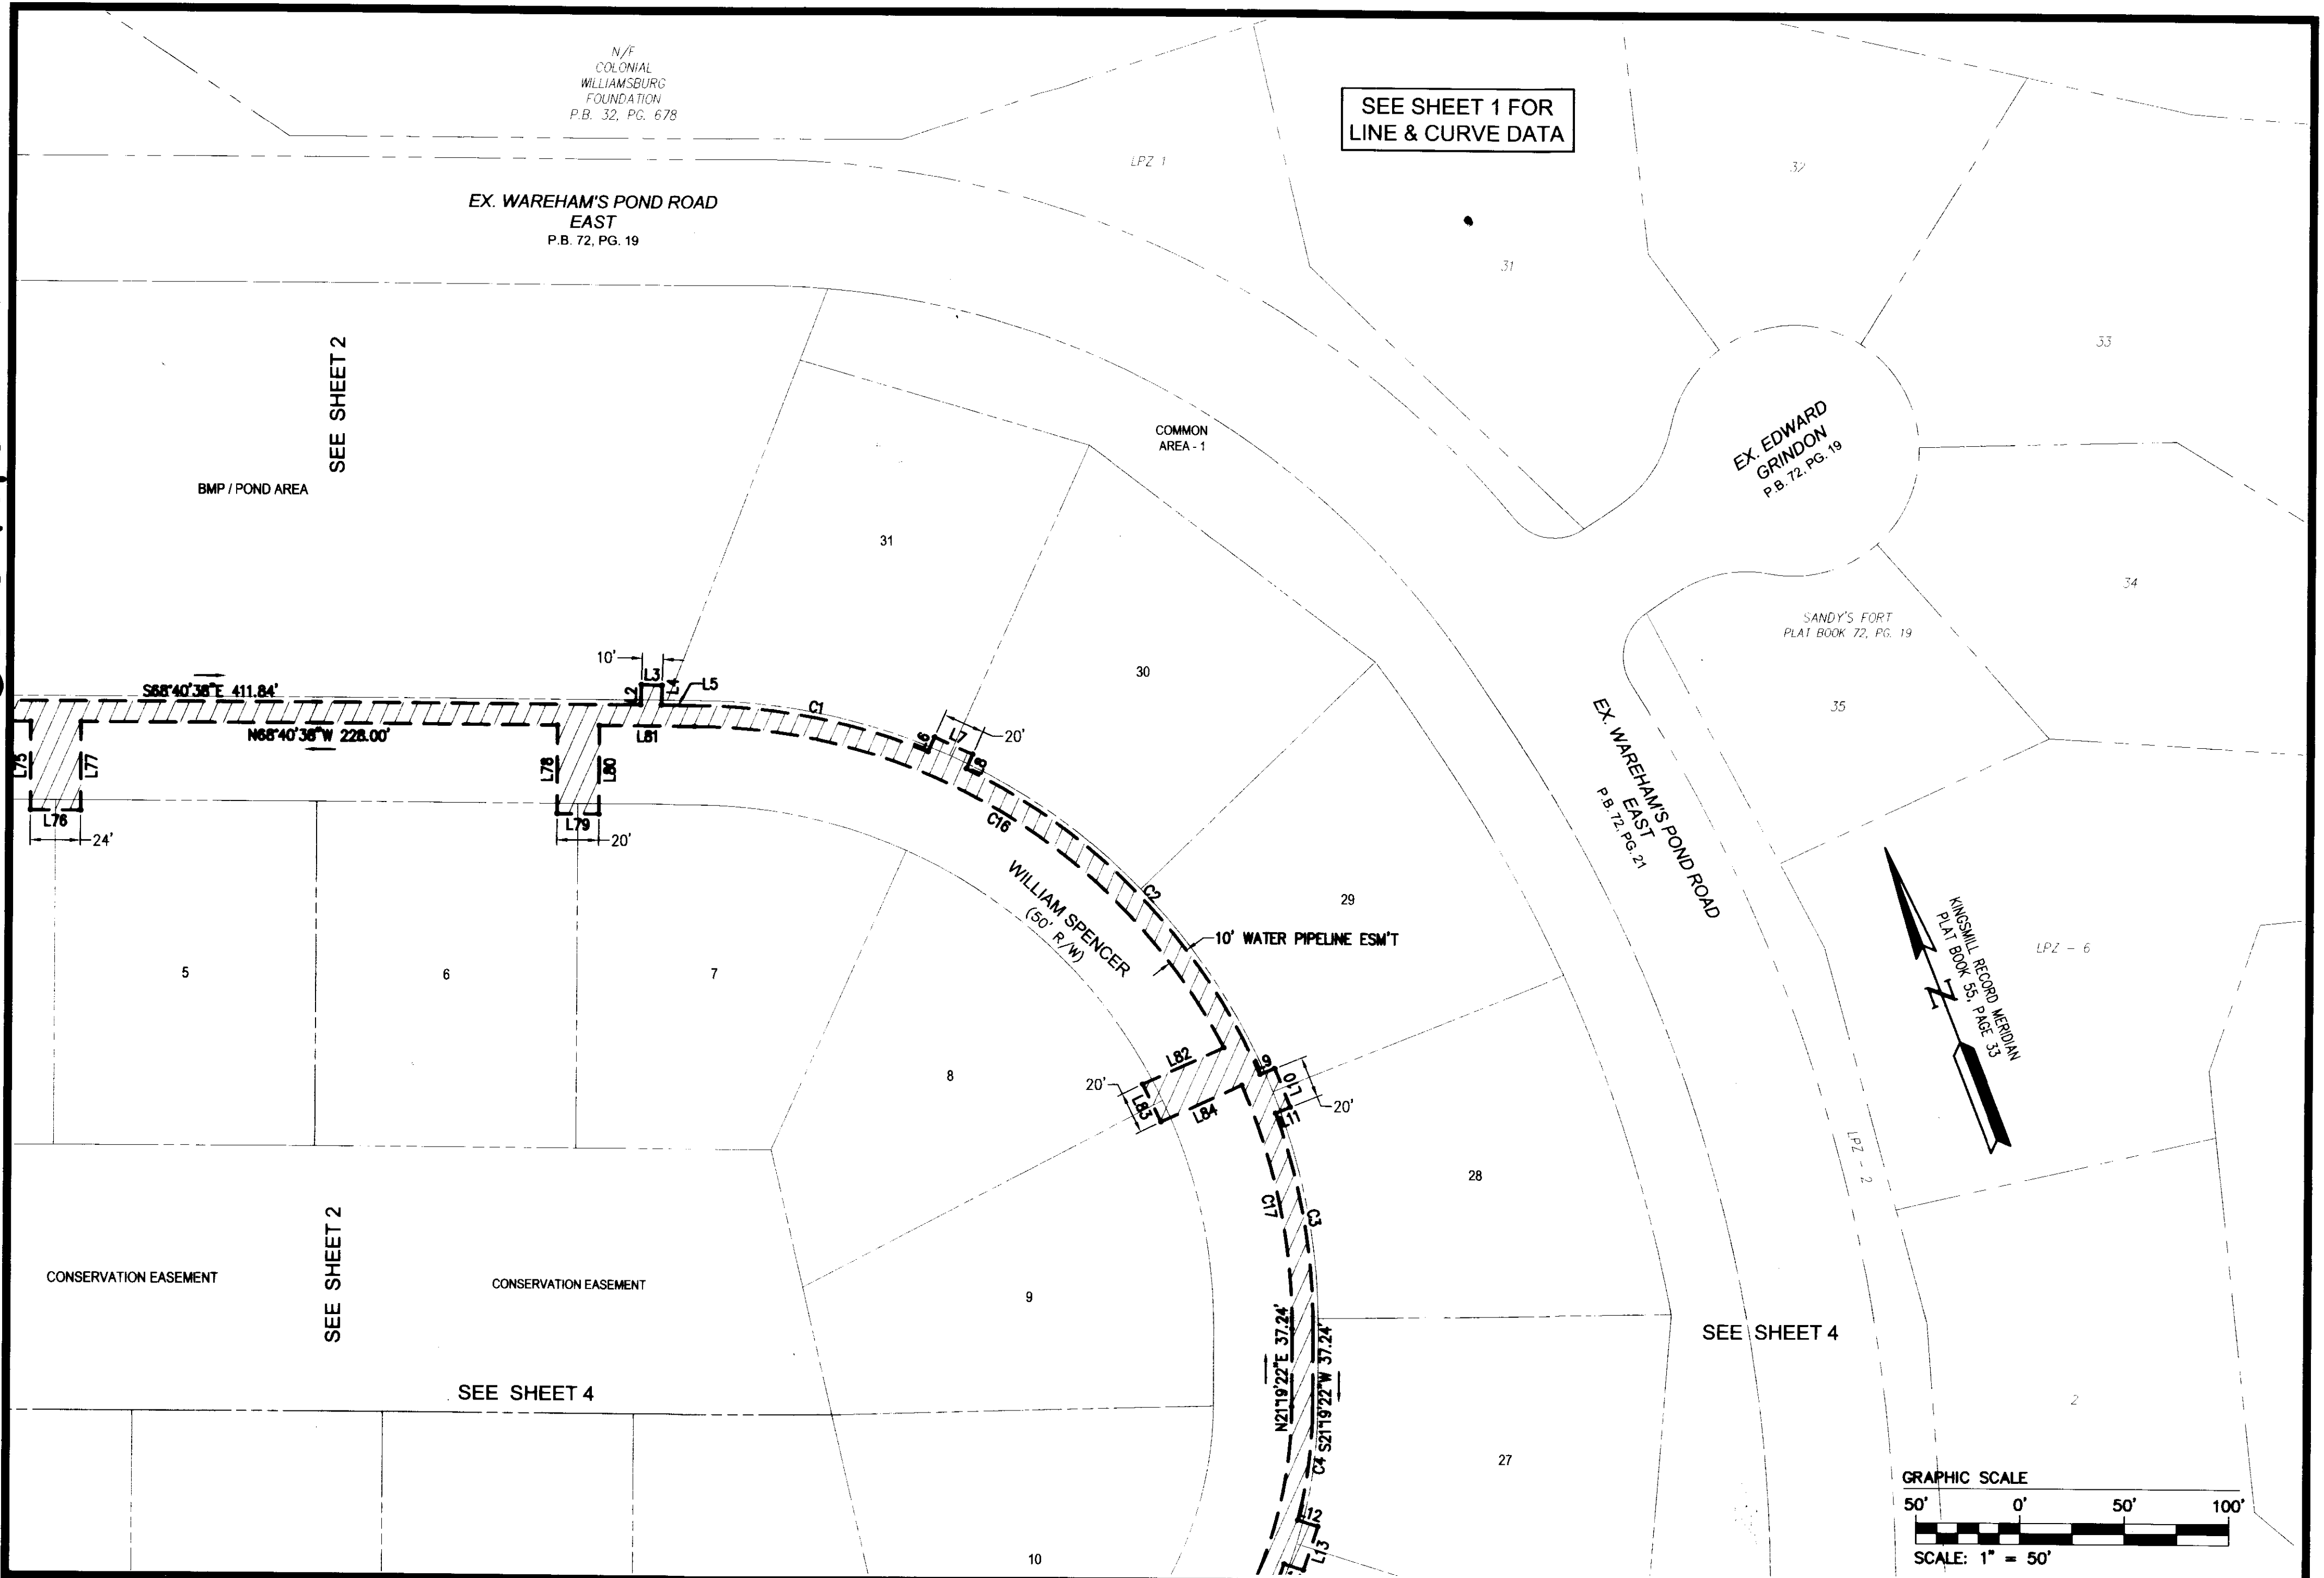 N/F
COLONIAL
WILLIAMSBURG
FOUNDATION
P.B. 32, PG. 678
SEE SHEET 1 FOR
LINE & CURVE DATA
LPZ 1
32
EX. WAREHAM'S POND ROAD
EAST
P.B. 72, PG. 19
31
33
SEE SHEET 2
EX. EDWARD
GRINDON
P.B. 72, PG. 19
COMMON
AREA - 1
BMP / POND AREA
31
34
SANDY'S FORT
PLAT BOOK 72, PG. 19
30
35
10'
L3
L2
L4
L5
S68°40'38"E 411.84'
C1
N68°40'38"W 228.00'
L81
L6
L7
20'
L8
L75
L77
L78
L80
L76
24'
L79
20'
C16
EX. WAREHAM'S POND ROAD
EAST
P.B. 72, PG. 21
WILLIAM SPENCER
(50' R/W)
C2
29
10' WATER PIPELINE ESM'T
KINGSMILL RECORD MERIDIAN
PLAT BOOK 55, PAGE 33
N
LPZ - 6
5
6
7
8
L82
20'
L83
L84
L9
L10
20'
L11
LPZ - 2
28
C17
C3
SEE SHEET 2
CONSERVATION EASEMENT
CONSERVATION EASEMENT
9
N21°19'22"E 37.24'
S21°19'22"W 37.24'
SEE SHEET 4
SEE SHEET 4
2
C4
27
L12
L13
10
GRAPHIC SCALE
50' 0' 50' 100'
SCALE: 1" = 50'